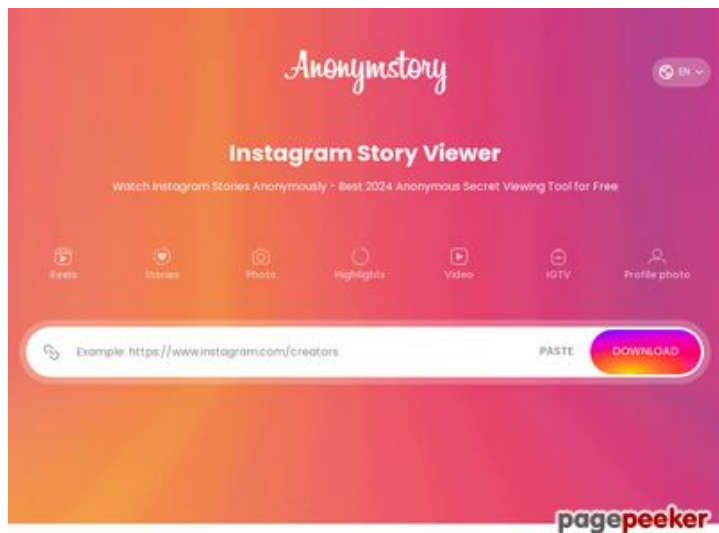 Anonymstory
EN
Instagram Story Viewer
Watch Instagram Stories Anonymously - Best 2024 Anonymous Secret Viewing Tool for Free
Reels
Stories
Photo
Highlights
Video
IGTV
Profile photo
Example: https://www.instagram.com/creators
PASTE
DOWNLOAD
pagepeeker